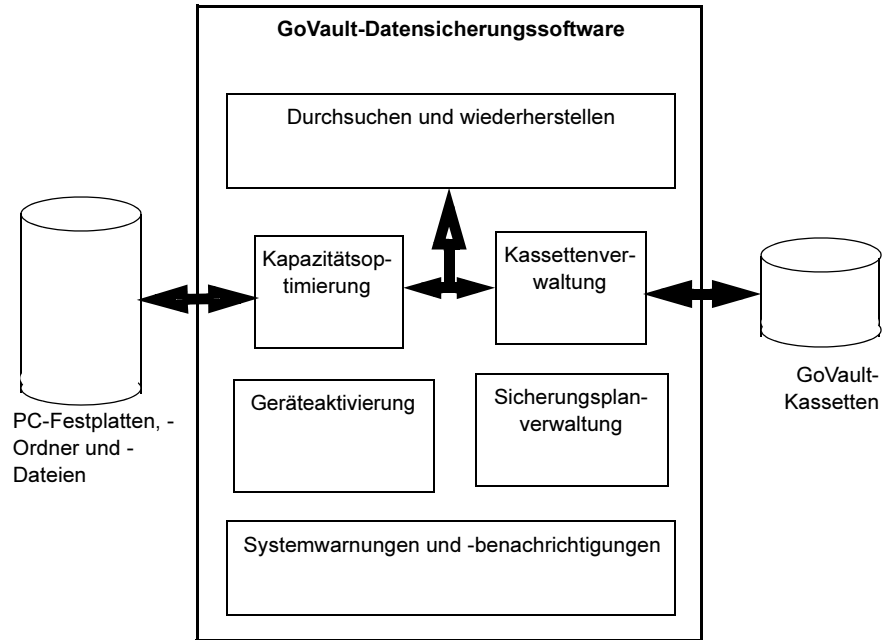 GoVault-Datensicherungssoftware
Durchsuchen und wiederherstellen
Kapazitätsop-
timierung
Kassettenver-
waltung
GoVault-
Kassetten
PC-Festplatten, -
Ordner und -
Dateien
Geräteaktivierung
Sicherungsplan-
verwaltung
Systemwarnungen und -benachrichtigungen